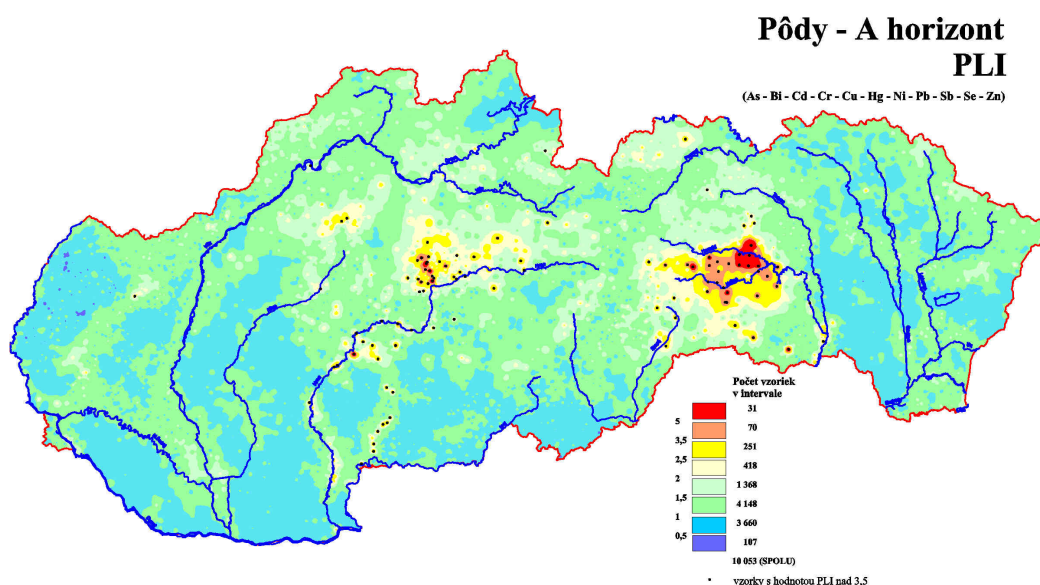 Pôdy - A horizont
PLI
(As - Bi - Cd - Cr - Cu - Hg - Ni - Pb - Sb - Se - Zn)
Počet vzoriek
v intervale
31
5
70
3,5
251
2,5
418
2
1 368
1,5
4 148
1
3 660
0,5
107
10 053 (SPOLU)
vzorky s hodnotou PLI nad 3.5